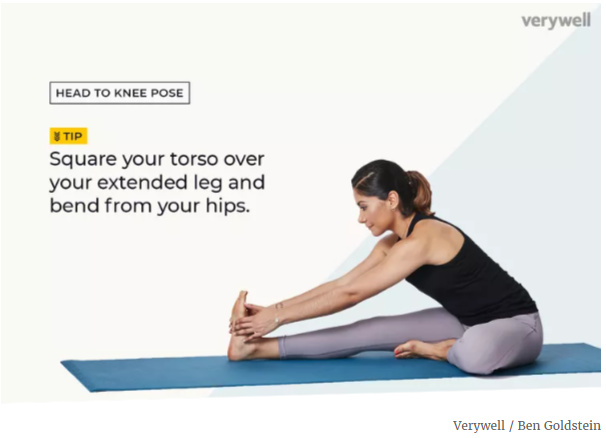 verywell
HEAD TO KNEE POSE
TIP
Square your torso over
your extended leg and
bend from your hips.
Verywell / Ben Goldstein